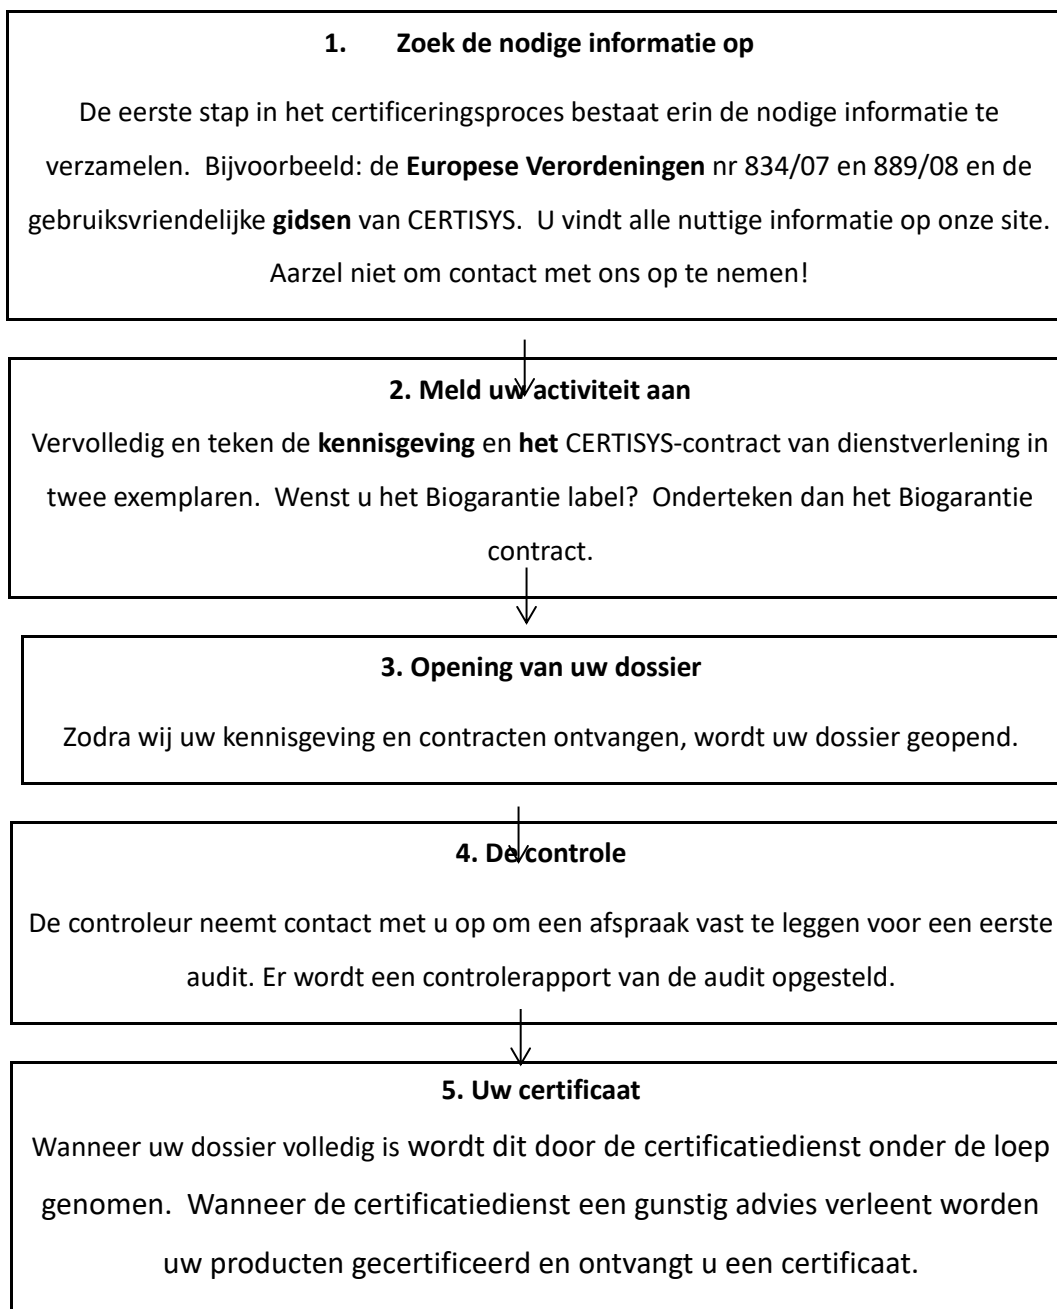 1. Zoek de nodige informatie op
De eerste stap in het certificeringsproces bestaat erin de nodige informatie te
verzamelen. Bijvoorbeeld: de Europese Verordeningen nr 834/07 en 889/08 en de
gebruiksvriendelijke gidsen van CERTISYS. U vindt alle nuttige informatie op onze site.
Aarzel niet om contact met ons op te nemen!
2. Meld uw activiteit aan
Vervolledig en teken de kennisgeving en het CERTISYS-contract van dienstverlening in
twee exemplaren. Wenst u het Biogarantie label? Onderteken dan het Biogarantie
contract.
3. Opening van uw dossier
Zodra wij uw kennisgeving en contracten ontvangen, wordt uw dossier geopend.
4. De controle
De controleur neemt contact met u op om een afspraak vast te leggen voor een eerste
audit. Er wordt een controlerapport van de audit opgesteld.
5. Uw certificaat
Wanneer uw dossier volledig is wordt dit door de certificatiedienst onder de loep
genomen. Wanneer de certificatiedienst een gunstig advies verleent worden
uw producten gecertificeerd en ontvangt u een certificaat.